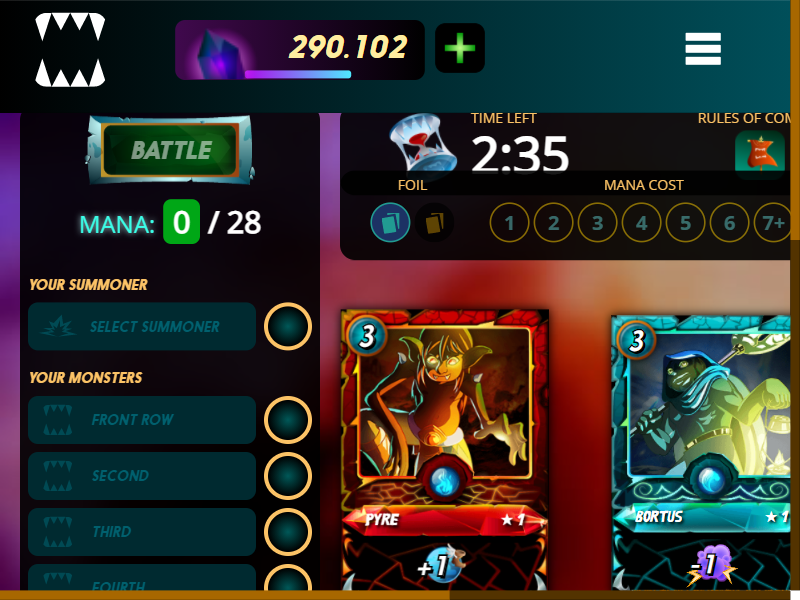 290.102
BATTLE
MANA: 0 / 28
TIME LEFT
2:35
RULES OF COM
FOIL
MANA COST
1 2 3 4 5 6 7+
YOUR SUMMONER
SELECT SUMMONER
YOUR MONSTERS
FRONT ROW
SECOND
THIRD
FOURTH
3
PYRE ★ 1
+1
3
BORTUS ★ 1
-1